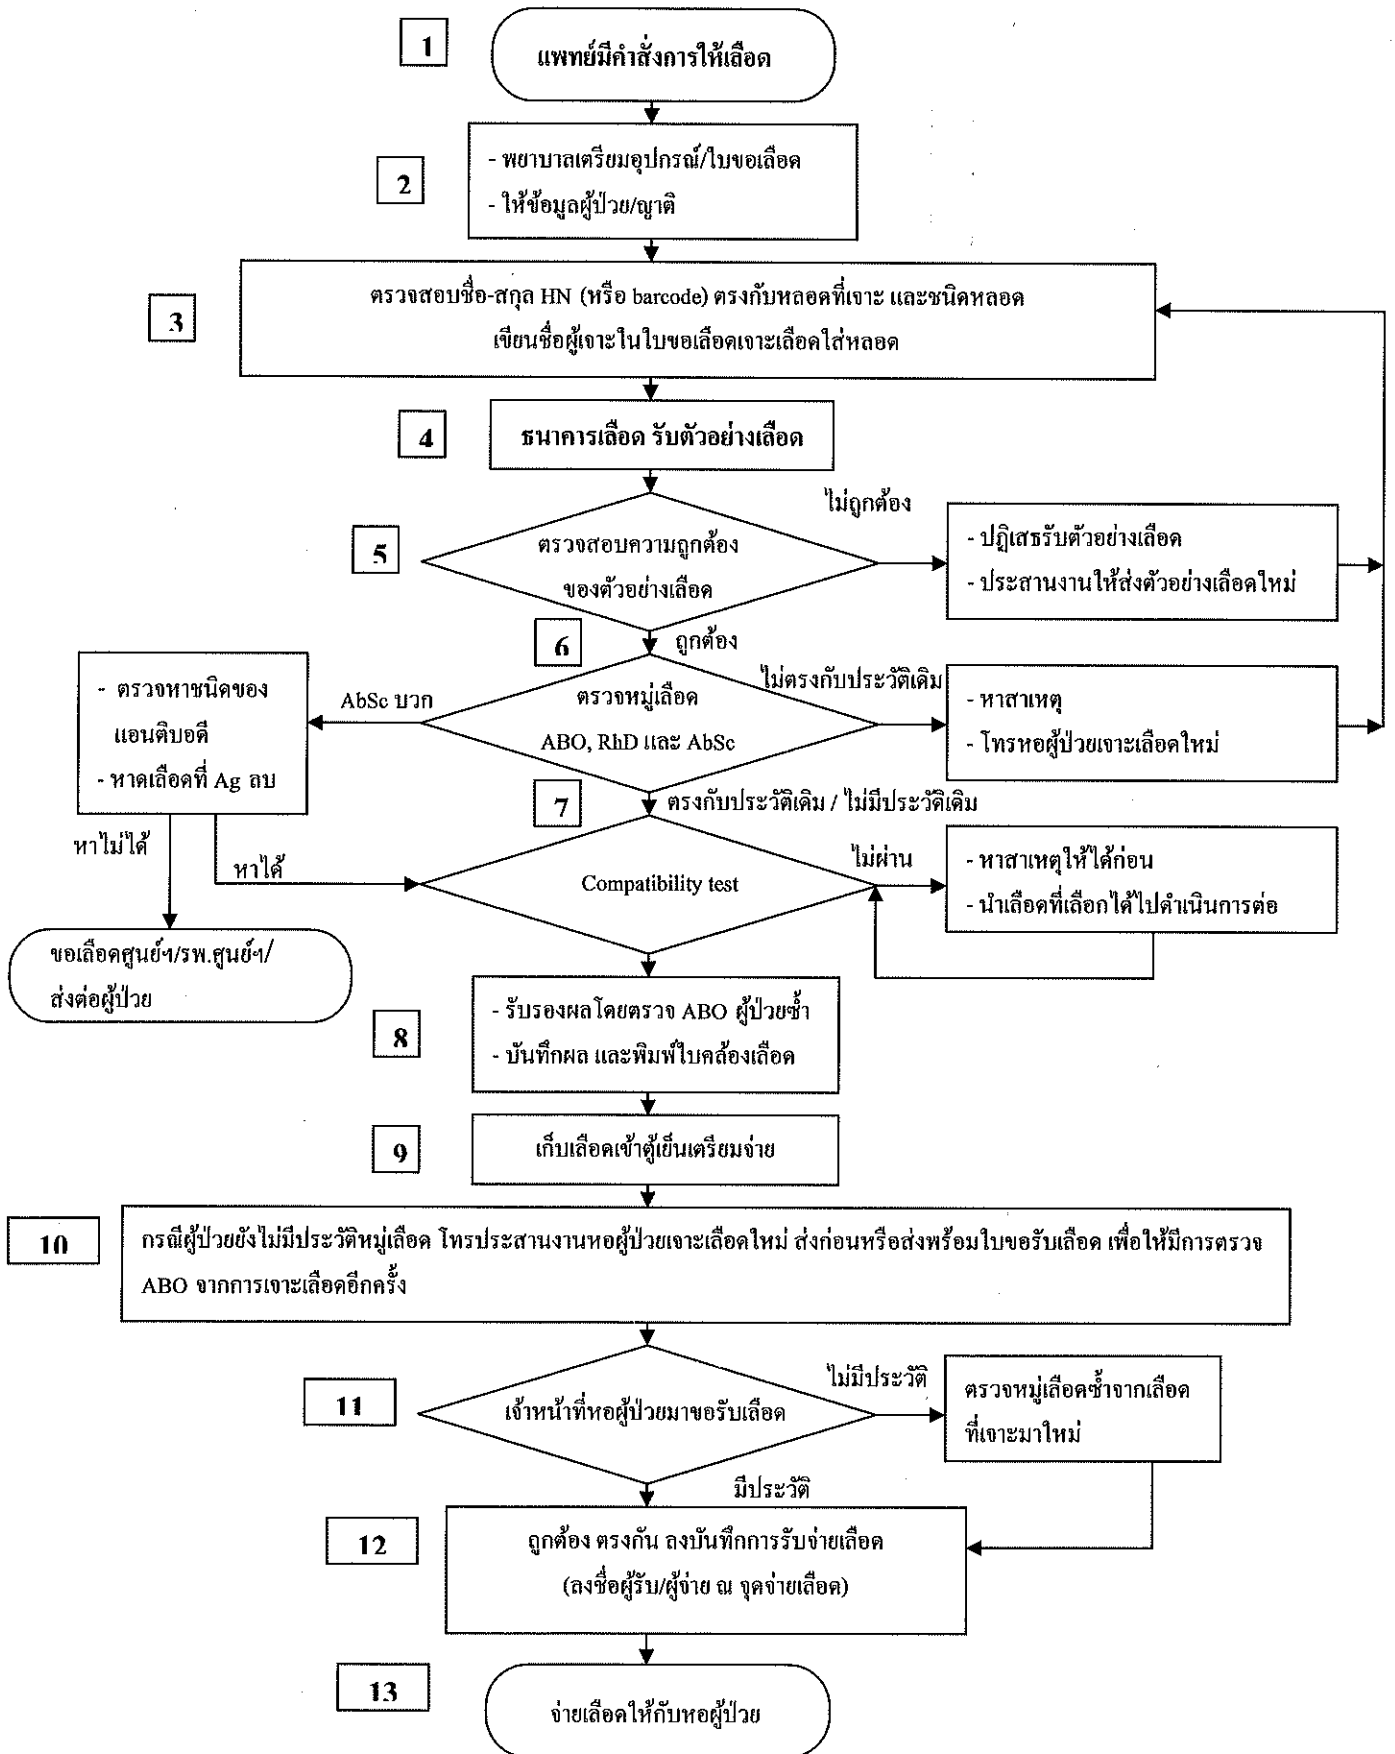 1
แพทย์มีคำสั่งการให้เลือด
2
- พยาบาลเตรียมอุปกรณ์/ใบขอเลือด
- ให้ข้อมูลผู้ป่วย/ญาติ
3
ตรวจสอบชื่อ-สกุล HN (หรือ barcode) ตรงกับหลอดที่เจาะ และชนิดหลอด
เขียนชื่อผู้เจาะในใบขอเลือดเจาะเลือดใส่หลอด
4
ธนาคารเลือด รับตัวอย่างเลือด
5
ตรวจสอบความถูกต้อง
ของตัวอย่างเลือด
ไม่ถูกต้อง
- ปฏิเสธรับตัวอย่างเลือด
- ประสานงานให้ส่งตัวอย่างเลือดใหม่
ถูกต้อง
6
ตรวจหมู่เลือด
ABO, RhD และ AbSc
AbSc บวก
- ตรวจหาชนิดของ
แอนติบอดี
- หาดเลือดที่ Ag ลบ
ไม่ตรงกับประวัติเดิม
- หาสาเหตุ
- โทรหอผู้ป่วยเจาะเลือดใหม่
ตรงกับประวัติเดิม / ไม่มีประวัติเดิม
7
Compatibility test
หาไม่ได้
หาได้
ไม่ผ่าน
- หาสาเหตุให้ได้ก่อน
- นำเลือดที่เลือกได้ไปดำเนินการต่อ
ขอเลือดศูนย์ฯ/รพ.ศูนย์ฯ/
ส่งต่อผู้ป่วย
8
- รับรองผลโดยตรวจ ABO ผู้ป่วยซ้ำ
- บันทึกผล และพิมพ์ใบคล้องเลือด
9
เก็บเลือดเข้าตู้เย็นเตรียมจ่าย
10
กรณีผู้ป่วยยังไม่มีประวัติหมู่เลือด โทรประสานงานหอผู้ป่วยเจาะเลือดใหม่ ส่งก่อนหรือส่งพร้อมใบขอรับเลือด เพื่อให้มีการตรวจ
ABO จากการเจาะเลือดอีกครั้ง
11
เจ้าหน้าที่หอผู้ป่วยมาขอรับเลือด
ไม่มีประวัติ
ตรวจหมู่เลือดซ้ำจากเลือด
ที่เจาะมาใหม่
มีประวัติ
12
ถูกต้อง ตรงกัน ลงบันทึกการรับจ่ายเลือด
(ลงชื่อผู้รับ/ผู้จ่าย ณ จุดจ่ายเลือด)
13
จ่ายเลือดให้กับหอผู้ป่วย